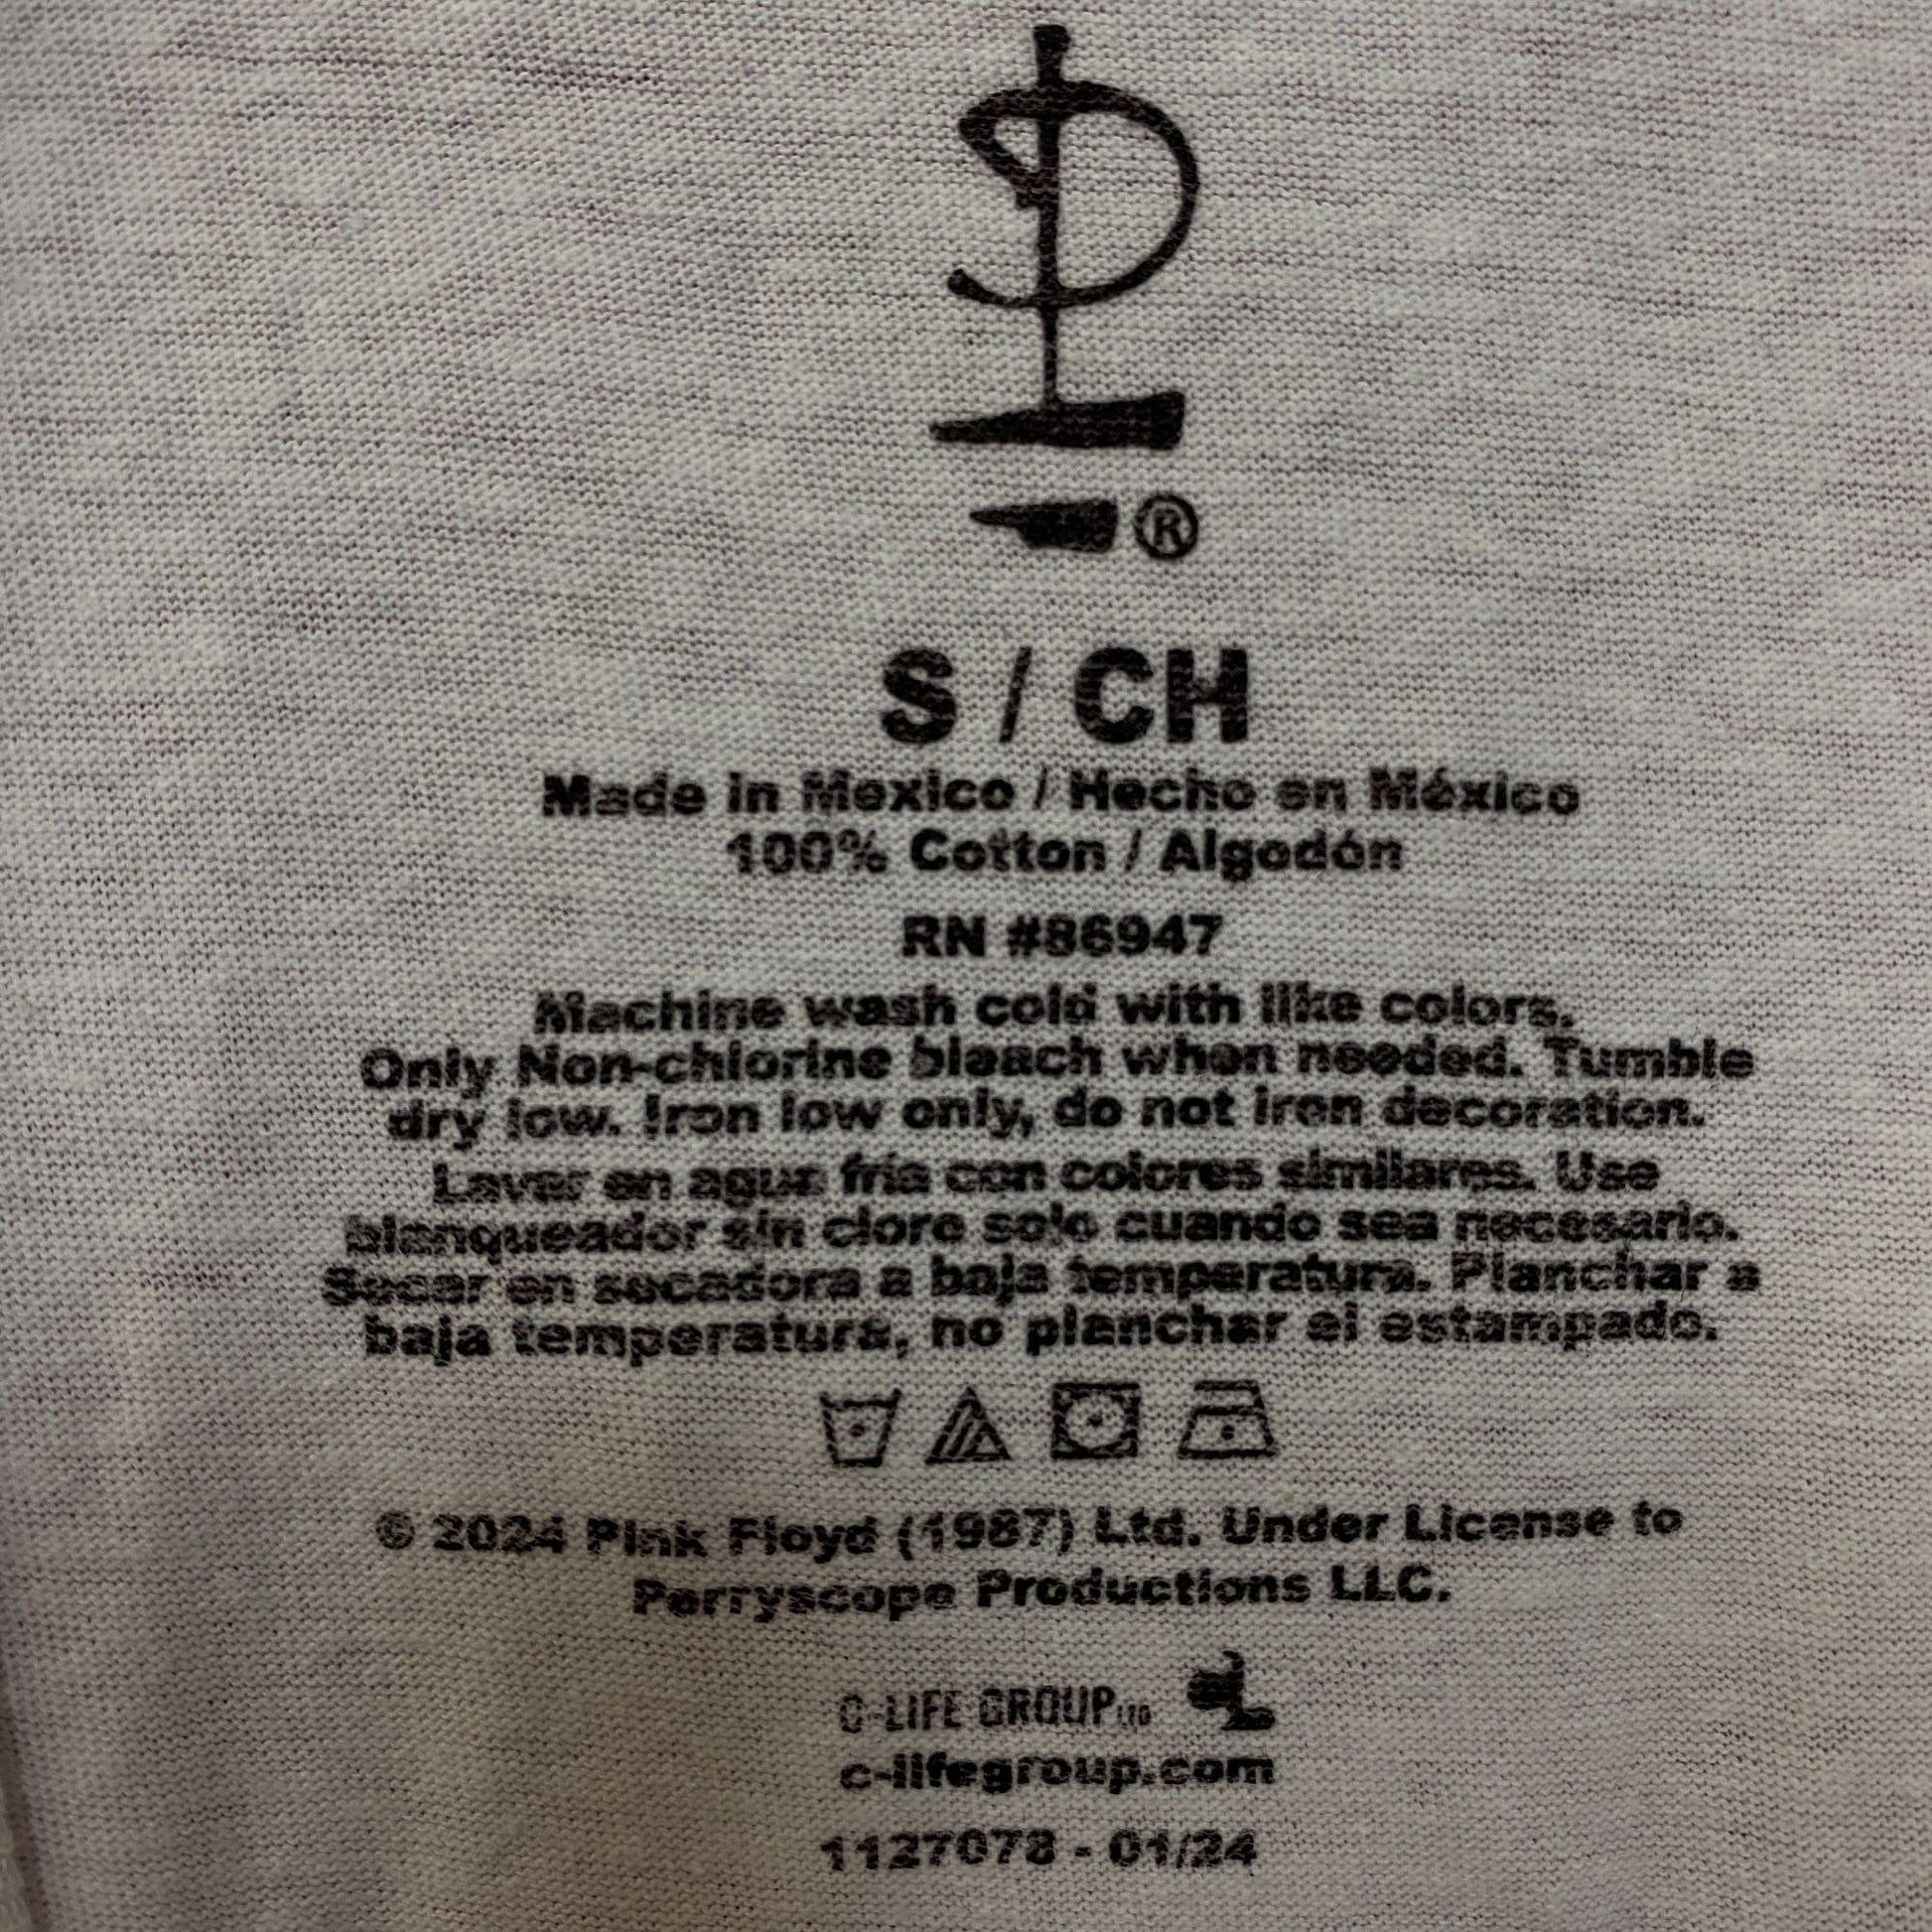 ®
S / CH
Made in Mexico / Hecho en México
100% Cotton / Algodón
RN #86947
Machine wash cold with like colors.
Only Non-chlorine bleach when needed. Tumble
dry low. Iron low only, do not iron decoration.
Lavar en agua fria con colores similares. Use
blanqueador sin cloro solo cuando sea necesario.
Secar en secadora a baja temperatura. Planchar a
baja temperatura, no planchar el estampado.
© 2024 Pink Floyd (1987) Ltd. Under License to
Perryscope Productions LLC.
C-LIFE GROUP LTD
c-lifegroup.com
1127078 - 01/24